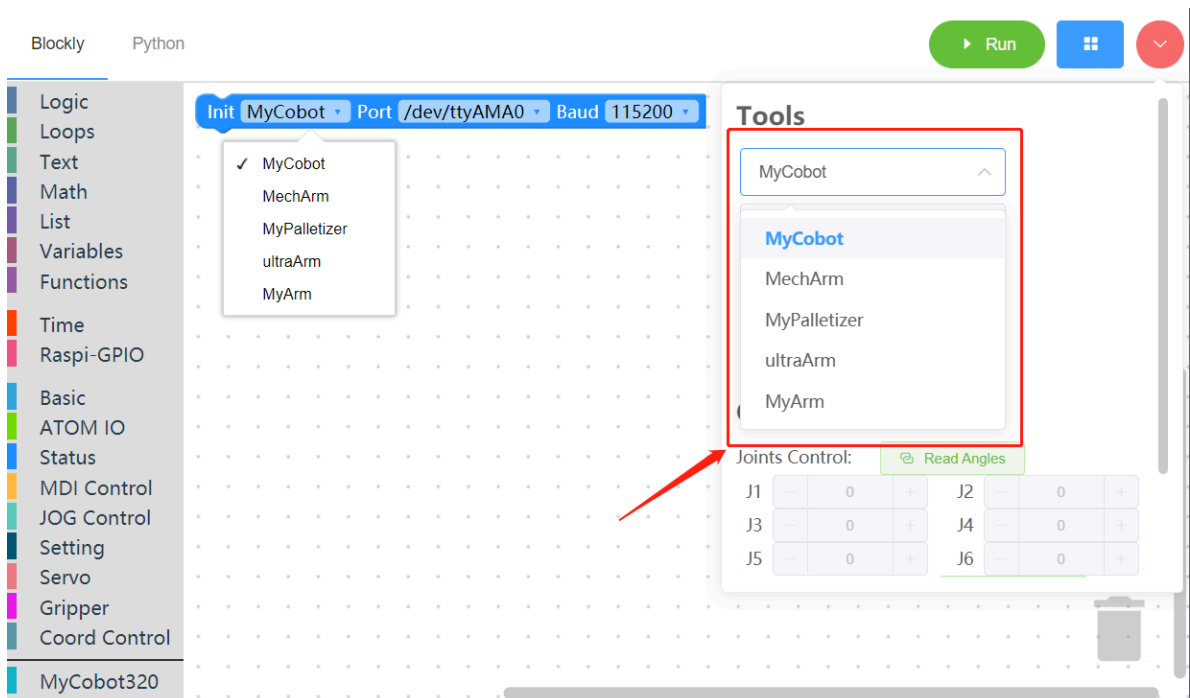 Blockly Python Run
Logic
Loops
Text
Math
List
Variables
Functions
Time
Raspi-GPIO
Basic
ATOM IO
Status
MDI Control
JOG Control
Setting
Servo
Gripper
Coord Control
MyCobot320
Init MyCobot Port /dev/ttyAMA0 Baud 115200
MyCobot
MechArm
MyPalletizer
ultraArm
MyArm
Tools
MyCobot
MyCobot
MechArm
MyPalletizer
ultraArm
MyArm
Joints Control: Read Angles
J1 - 0 + J2 - 0 +
J3 - 0 + J4 - 0 +
J5 - 0 + J6 - 0 +